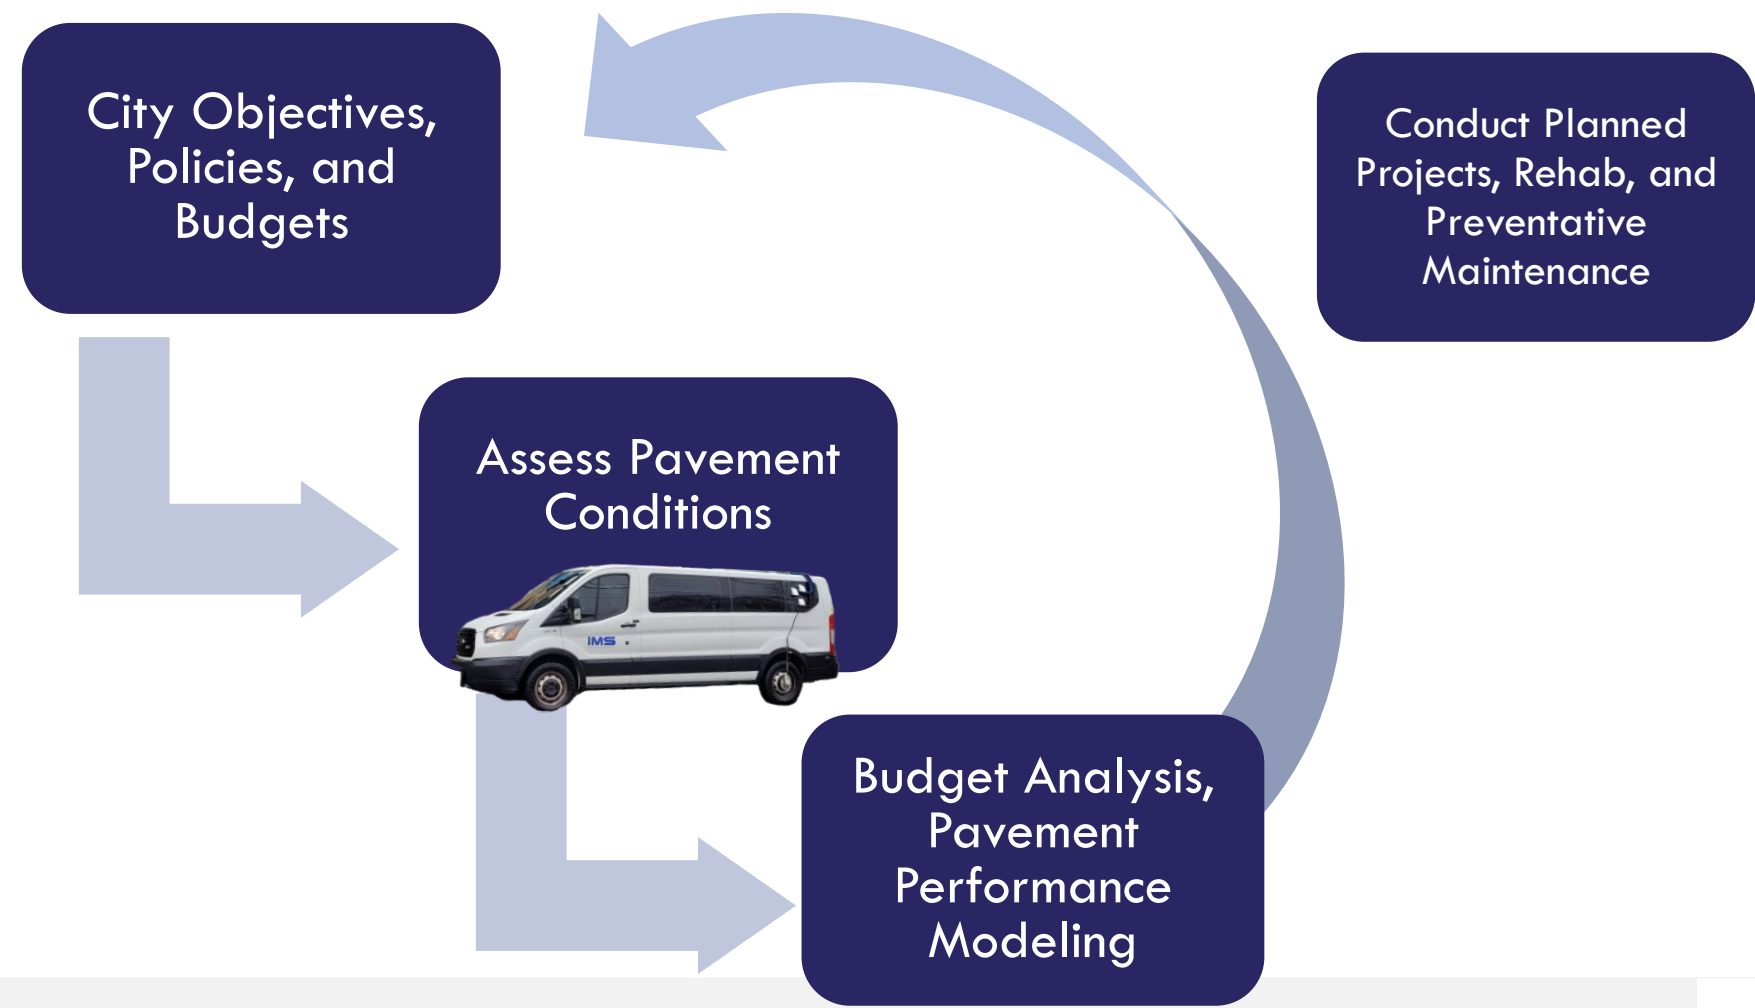 City Objectives,
Policies, and
Budgets
Conduct Planned
Projects, Rehab, and
Preventative
Maintenance
Assess Pavement
Conditions
IMS
Budget Analysis,
Pavement
Performance
Modeling